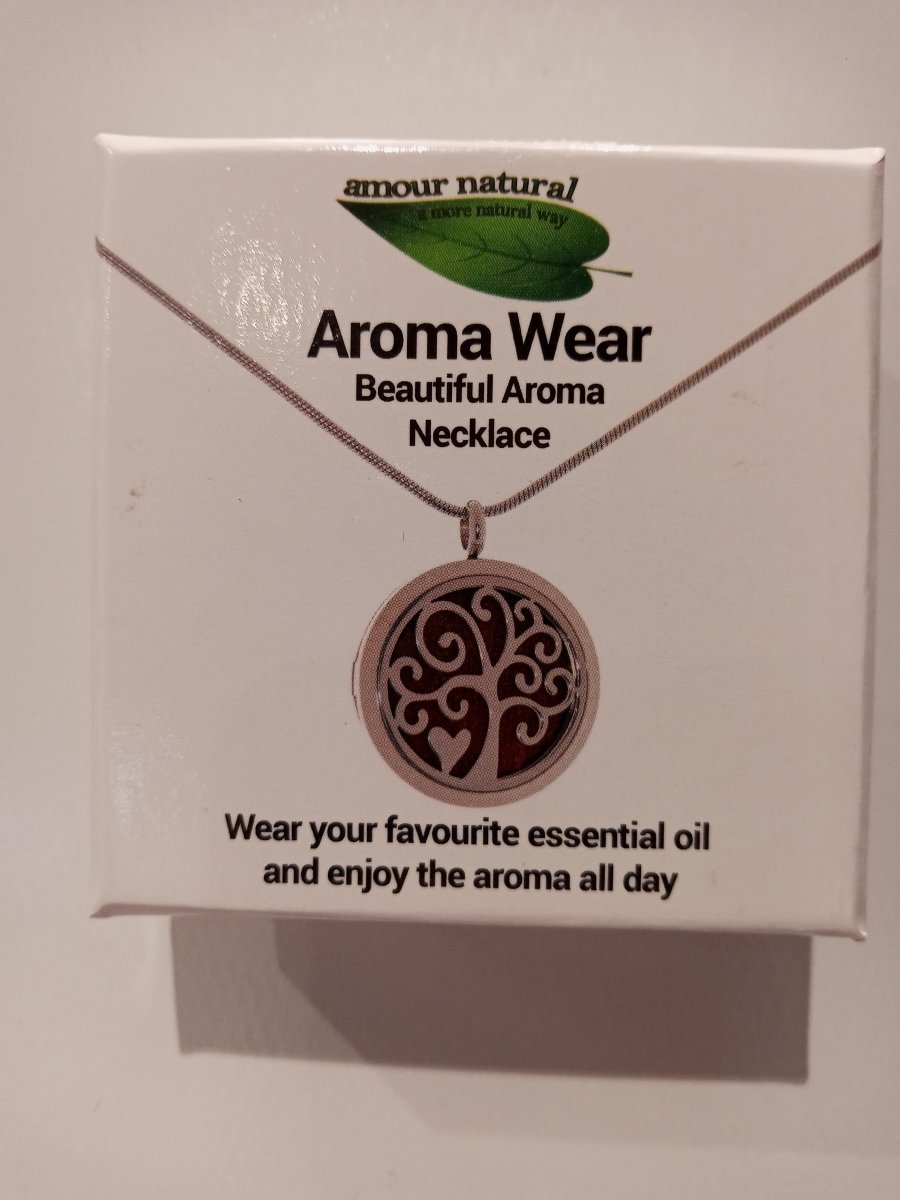 amour natural
a more natural way
Aroma Wear
Beautiful Aroma
Necklace
Wear your favourite essential oil
and enjoy the aroma all day